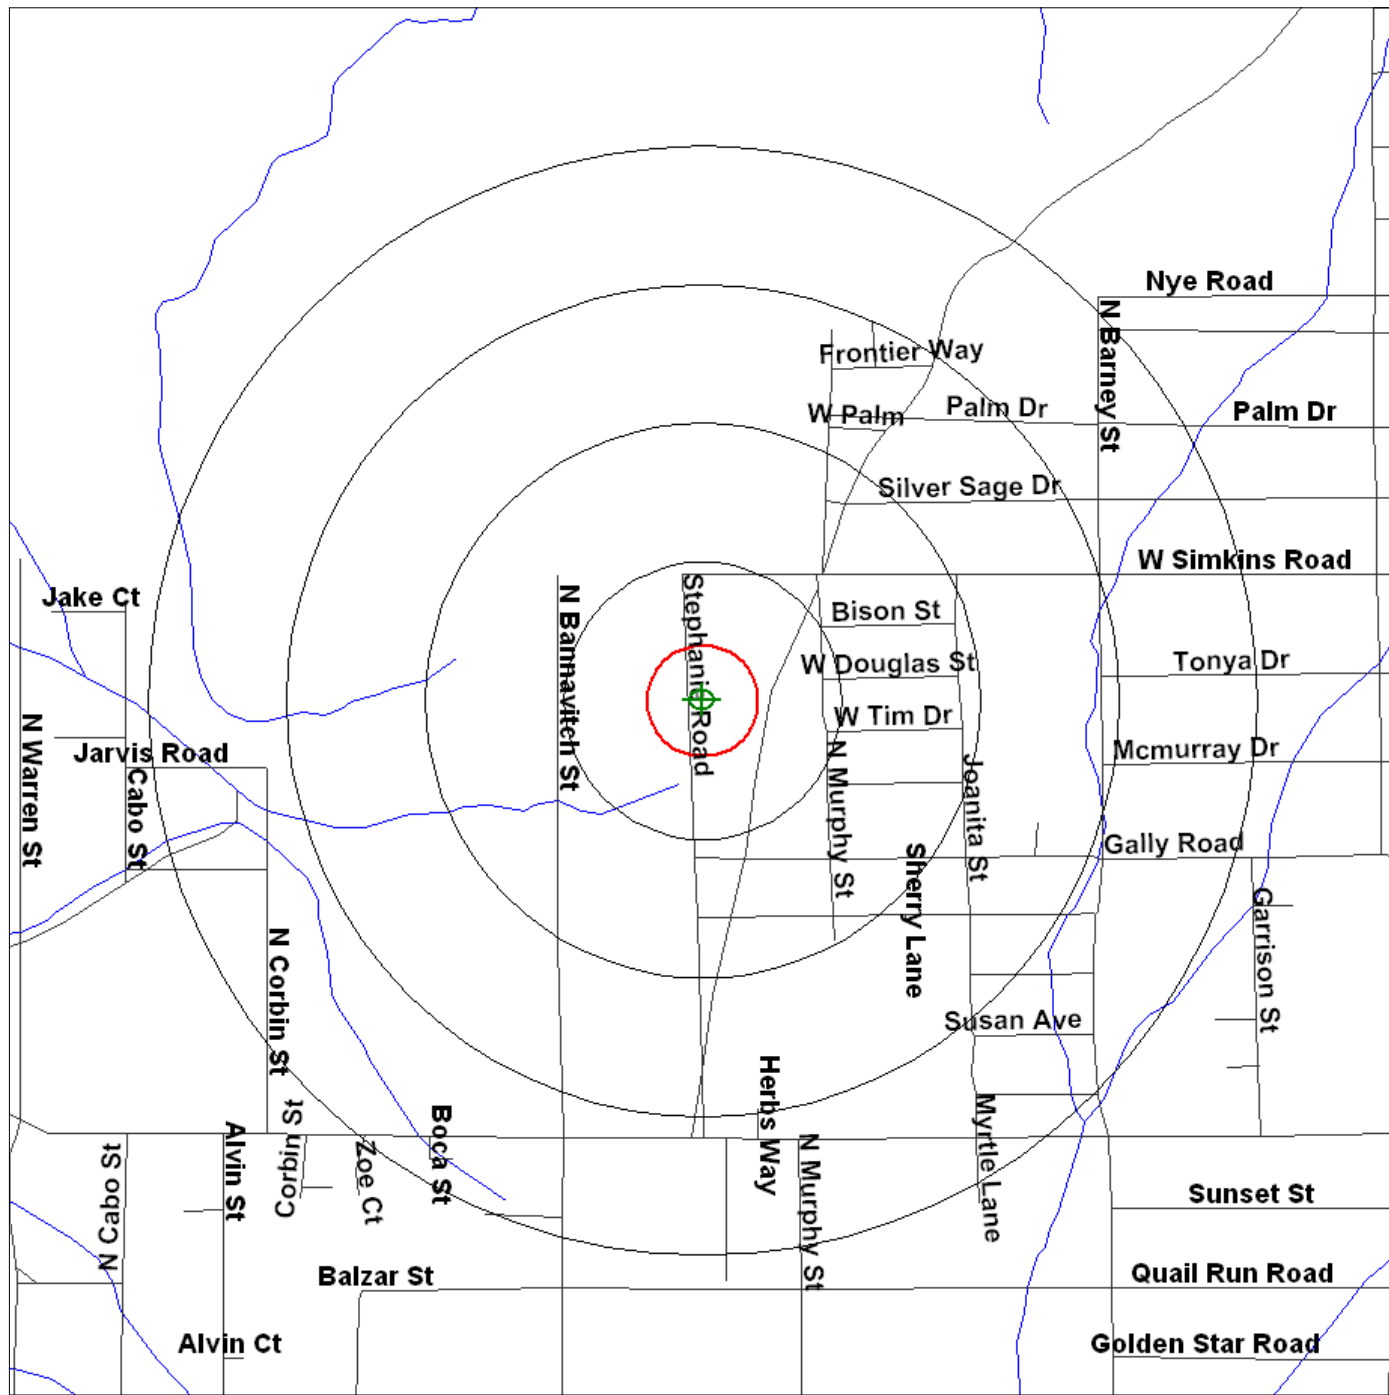 Nye Road
N Barney St
Frontier Way
W Palm
Palm Dr
Palm Dr
Silver Sage Dr
W Simkins Road
Stephania Road
N Bannavitch St
Jake Ct
Bison St
W Douglas St
Tonya Dr
W Tim Dr
N Warren St
Jarvis Road
Cabo St
N Murphy St
Joanita St
Mcmurray Dr
Gally Road
Sherry Lane
Garrison St
N Corbin St
Susan Ave
Herbs Way
Myrtle Lane
N Cabo St
Alvin St
Corbin St
Zoe Ct
Boca St
N Murphy St
Sunset St
Balzar St
Quail Run Road
Alvin Ct
Golden Star Road